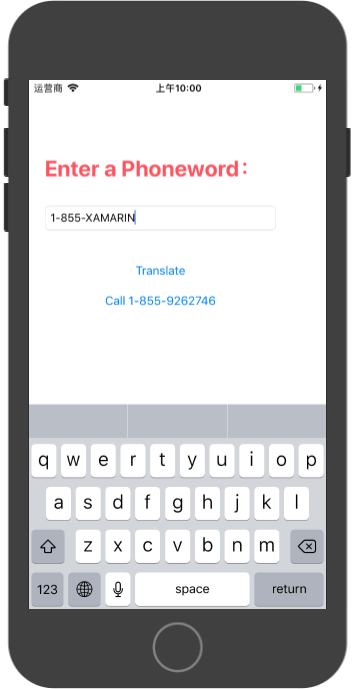 运营商 上午10:00
Enter a Phoneword：
1-855-XAMARIN
Translate
Call 1-855-9262746
q w e r t y u i o p
a s d f g h j k l
z x c v b n m
123 space return